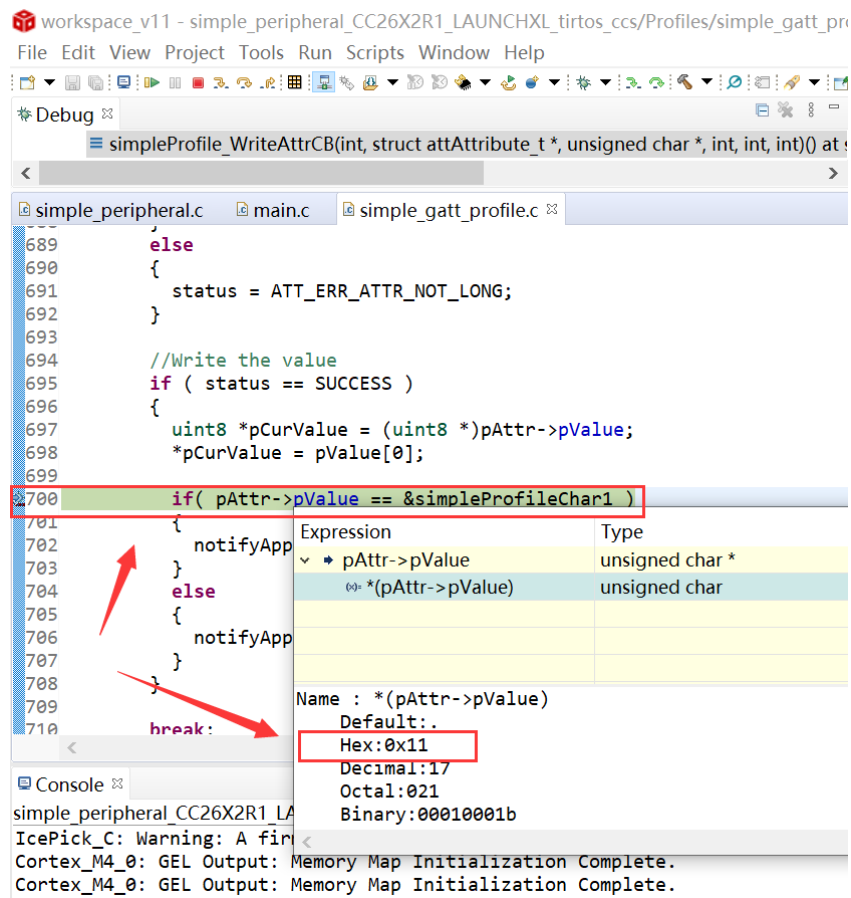 workspace_v11 - simple_peripheral_CC26X2R1_LAUNCHXL_tirtos_ccs/Profiles/simple_gatt_pro
File Edit View Project Tools Run Scripts Window Help
Debug
simpleProfile_WriteAttrCB(int, struct attAttribute_t *, unsigned char *, int, int, int)() at s
simple_peripheral.c main.c simple_gatt_profile.c
689 else
690 {
691 status = ATT_ERR_ATTR_NOT_LONG;
692 }
693
694 //Write the value
695 if ( status == SUCCESS )
696 {
697 uint8 *pCurValue = (uint8 *)pAttr->pValue;
698 *pCurValue = pValue[0];
699
700 if( pAttr->pValue == &simpleProfileChar1 )
701 {
702 notifyApp
703 }
704 else
705 {
706 notifyApp
707 }
708 }
709
710 break;
Expression Type
pAttr->pValue unsigned char *
(x)= *(pAttr->pValue) unsigned char
Name : *(pAttr->pValue)
Default:.
Hex:0x11
Decimal:17
Octal:021
Binary:00010001b
Console
simple_peripheral_CC26X2R1_LA
IcePick_C: Warning: A fir
Cortex_M4_0: GEL Output: Memory Map Initialization Complete.
Cortex_M4_0: GEL Output: Memory Map Initialization Complete.